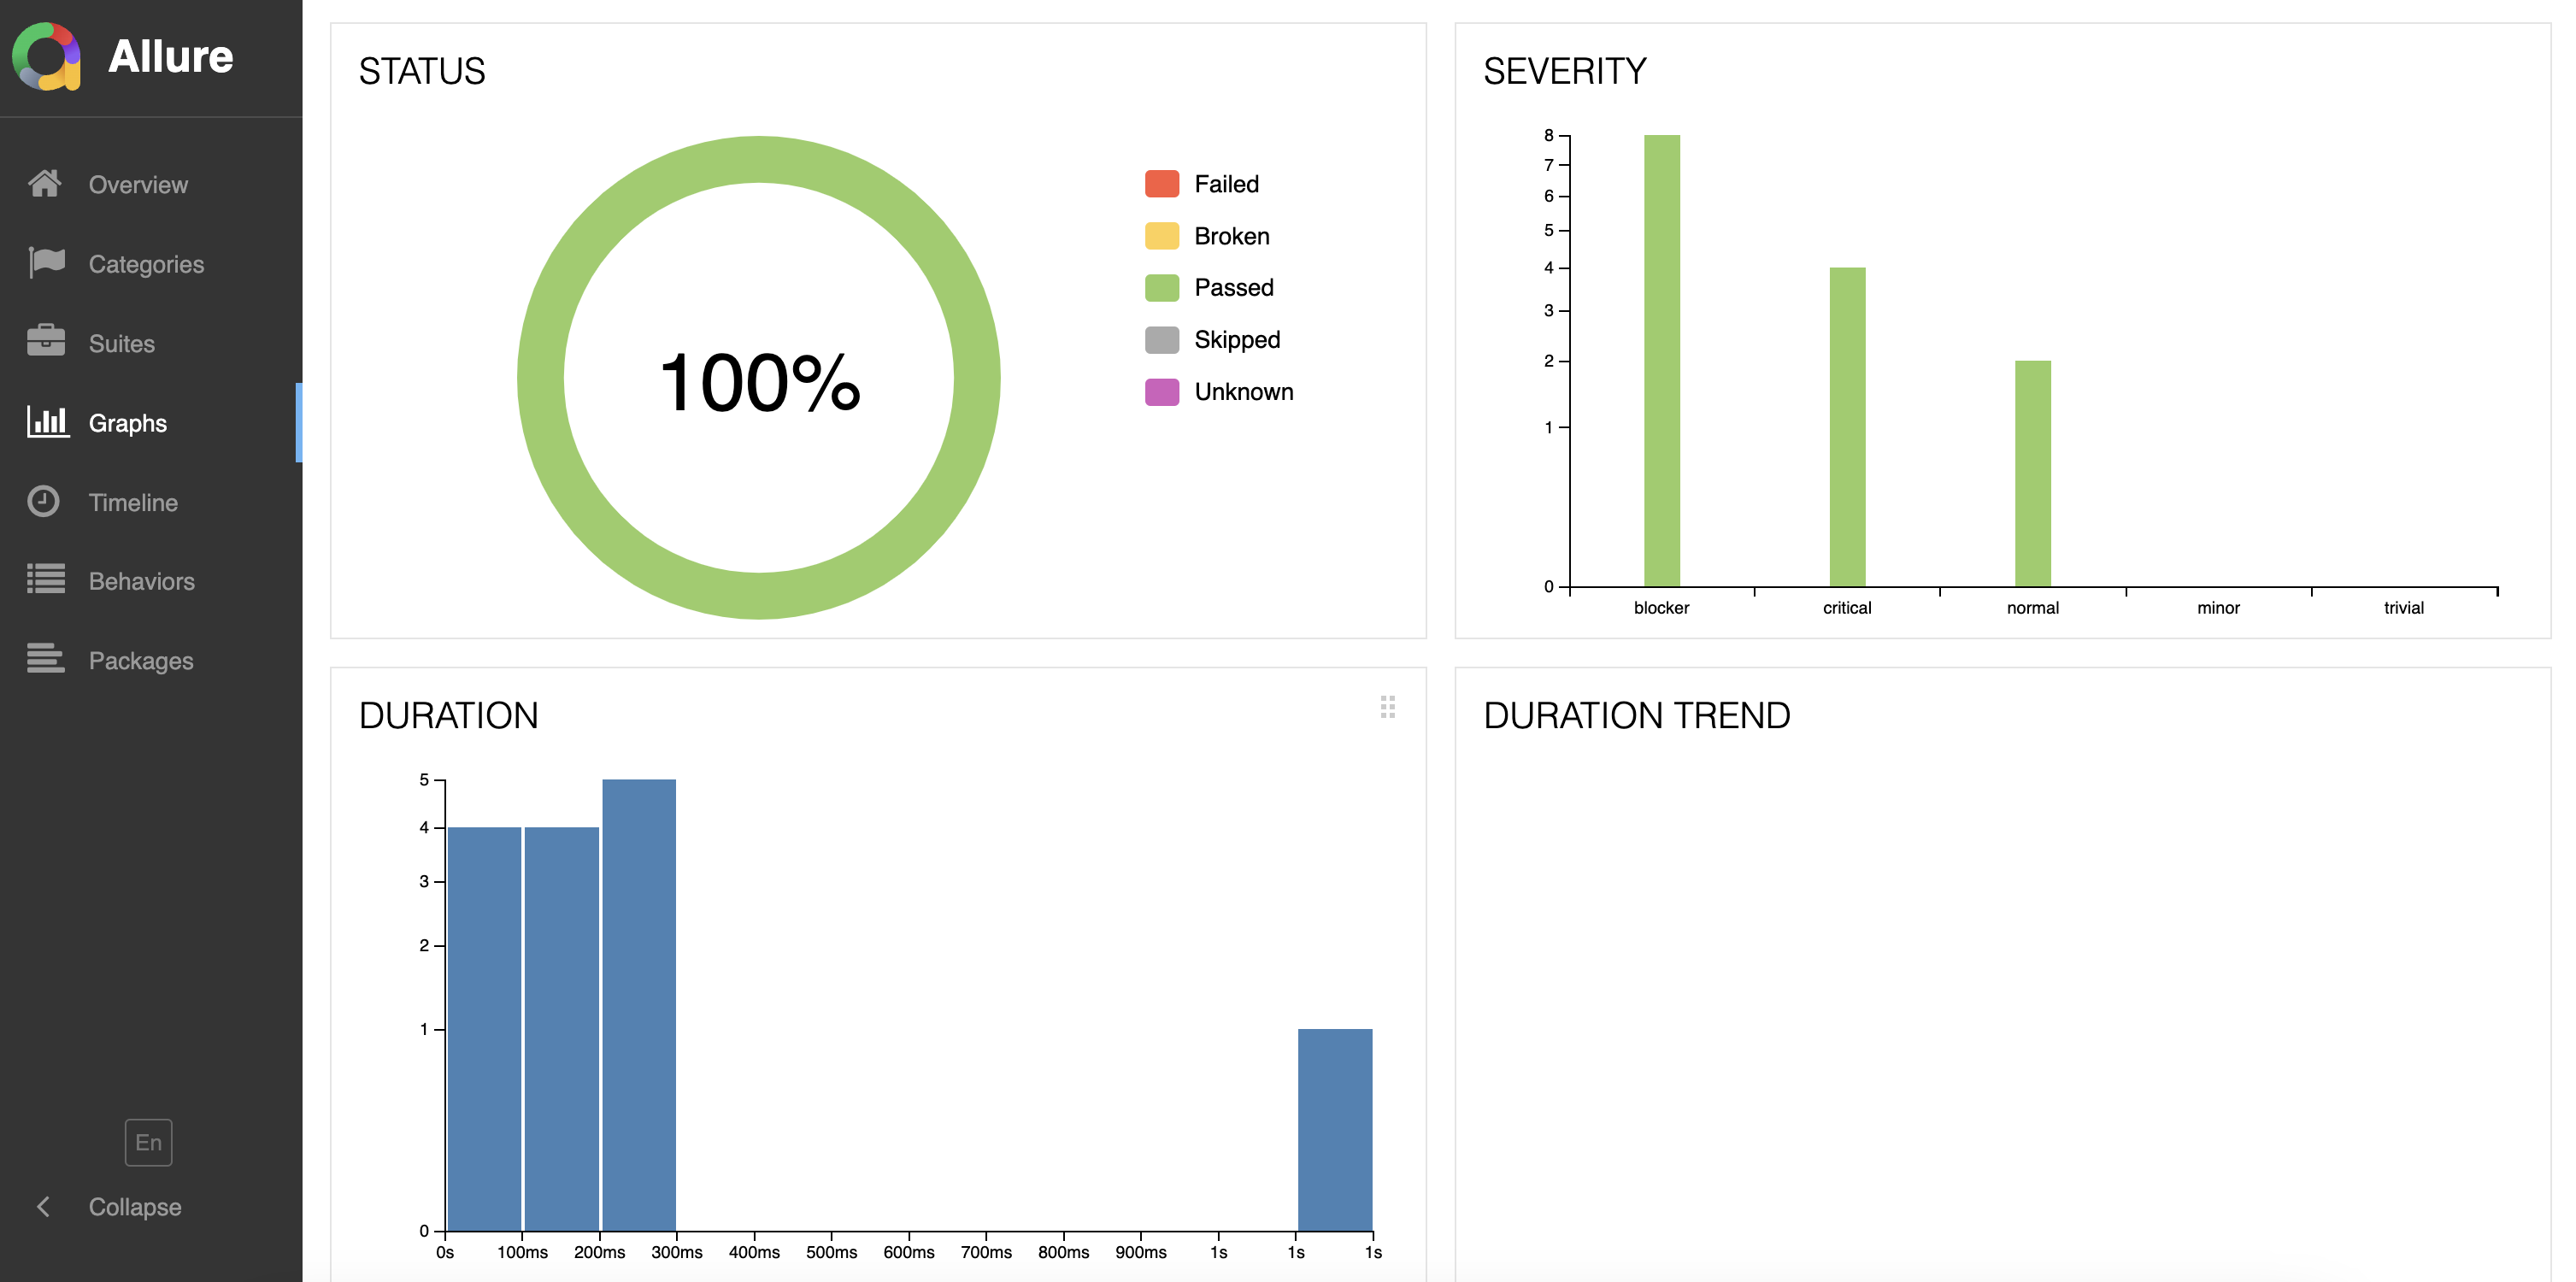 Allure
Overview
Categories
Suites
Graphs
Timeline
Behaviors
Packages
En
Collapse
STATUS
100%
Failed
Broken
Passed
Skipped
Unknown
SEVERITY
8
7
6
5
4
3
2
1
0
blocker critical normal minor trivial
DURATION
5
4
3
2
1
0
0s 100ms 200ms 300ms 400ms 500ms 600ms 700ms 800ms 900ms 1s 1s 1s
DURATION TREND